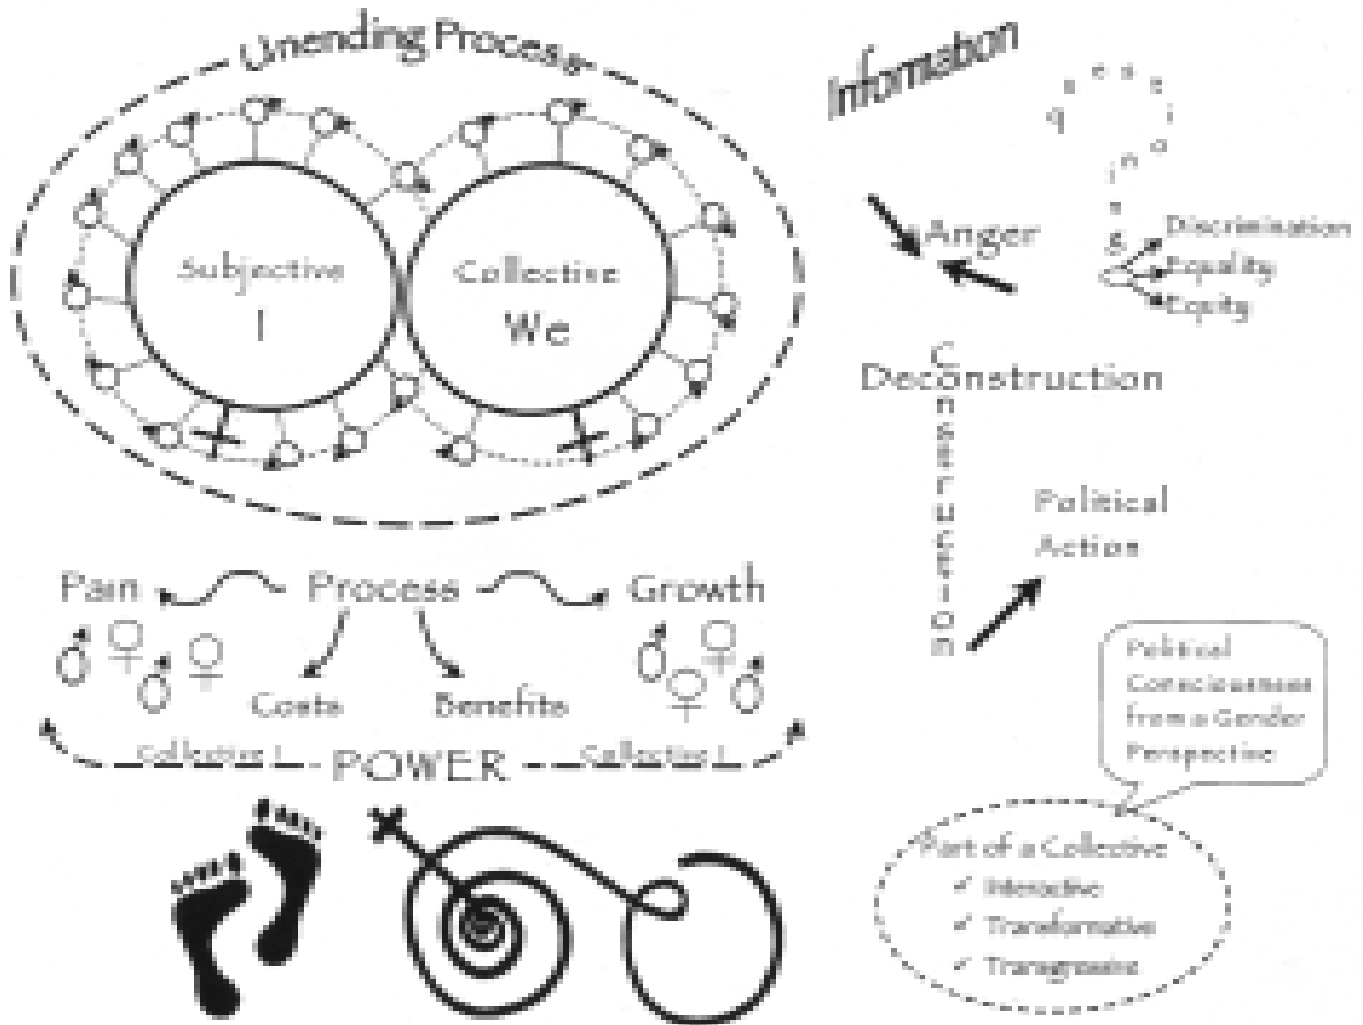 Unending Process
Subjective
I
Collective
We
Pain
Process
Growth
Costs
Benefits
Collective I
POWER
Collective I
Information
questions
Anger
Discrimination
Equality
Equity
Deconstruction
Construction
Political
Action
Political
Consciousness
from a Gender
Perspective
Part of a Collective
✓ Interactive
✓ Transformative
✓ Transgressive